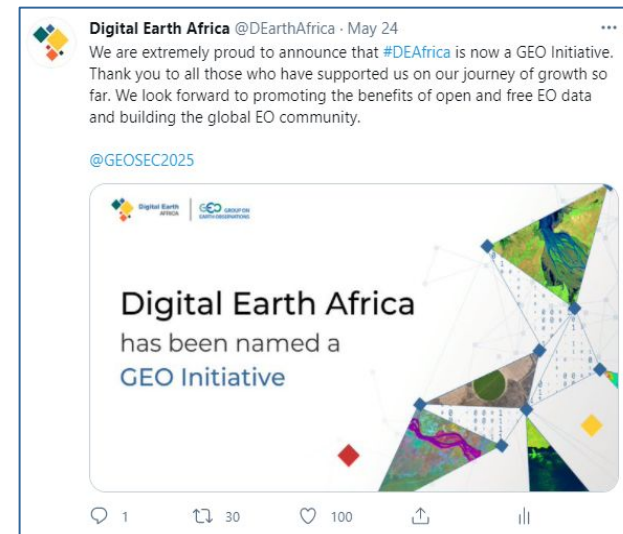 Digital Earth Africa @DEarthAfrica · May 24
We are extremely proud to announce that #DEAfrica is now a GEO Initiative.
Thank you to all those who have supported us on our journey of growth so
far. We look forward to promoting the benefits of open and free EO data
and building the global EO community.
@GEOSEC2025
Digital Earth
AFRICA
GEO GROUP ON
EARTH OBSERVATIONS
Digital Earth Africa
has been named a
GEO Initiative
1 30 100